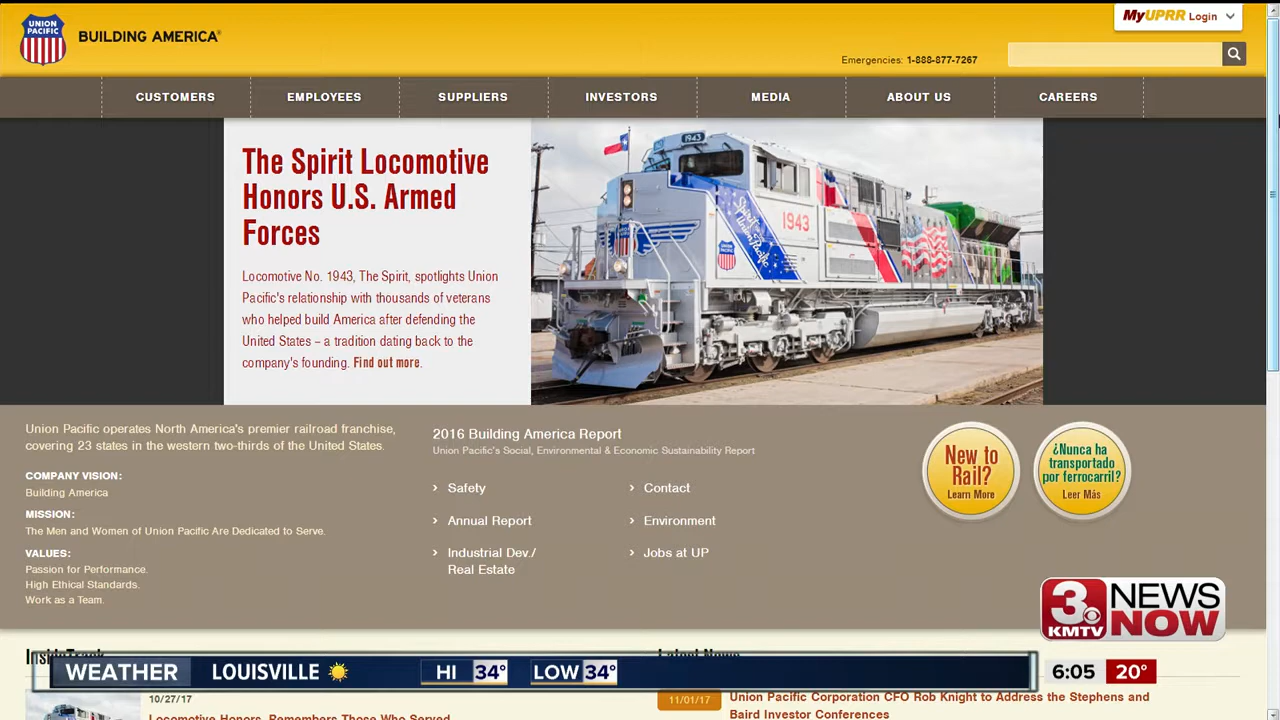 UNION
PACIFIC
BUILDING AMERICA®
MyUPRR Login
Emergencies: 1-888-877-7267
CUSTOMERS
EMPLOYEES
SUPPLIERS
INVESTORS
MEDIA
ABOUT US
CAREERS
The Spirit Locomotive
Honors U.S. Armed
Forces
Locomotive No. 1943, The Spirit, spotlights Union
Pacific's relationship with thousands of veterans
who helped build America after defending the
United States – a tradition dating back to the
company's founding. Find out more.
1943
Spirit
of the
Union Pacific
1943
Union Pacific operates North America's premier railroad franchise,
covering 23 states in the western two-thirds of the United States.
COMPANY VISION:
Building America
MISSION:
The Men and Women of Union Pacific Are Dedicated to Serve.
VALUES:
Passion for Performance.
High Ethical Standards.
Work as a Team.
2016 Building America Report
Union Pacific's Social, Environmental & Economic Sustainability Report
Safety
Contact
Annual Report
Environment
Industrial Dev./
Real Estate
Jobs at UP
New to
Rail?
Learn More
¿Nunca ha
transportado
por ferrocarril?
Leer Más
3
KMTV
NEWS
NOW
InsideTrack
Latest News
WEATHER LOUISVILLE HI 34° LOW 34° 6:05 20°
10/27/17
Locomotive Honors, Remembers Those Who Served
11/01/17
Union Pacific Corporation CFO Rob Knight to Address the Stephens and
Baird Investor Conferences